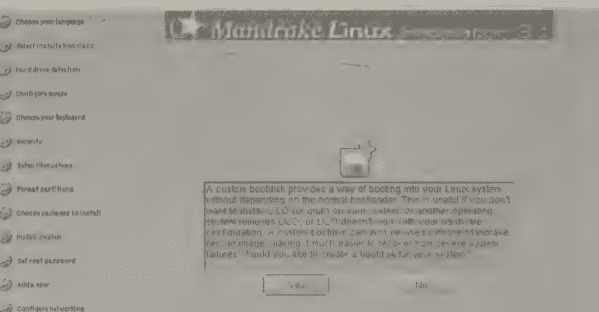 Choose your language
Select installation class
Hard drive detection
Configure mouse
Choose your keyboard
Security
Setup filesystems
Format partitions
Choose packages to install
Install system
Set root password
Add a user
Configure networking
Mandrake Linux
A custom bootdisk provides a way of booting into your Linux system
without depending on the normal bootloader. This is useful if you don't
want to install (or grub) on your system, or another operating
system removes or doesn't work with your hardware
configuration. A custom bootdisk can also be used with the Mandrake
rescue image, making it much easier to recover from severe system
failures. Would you like to create a bootdisk for your system?
Yes
No